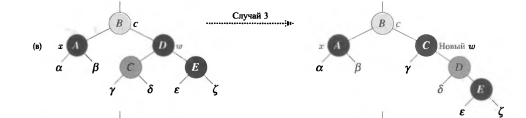 B c
Случай 3
B c
(в) x A
D w
x A
C Новый w
α β
C
E
α β
γ
D
γ δ
ε ζ
δ
E
ε ζ